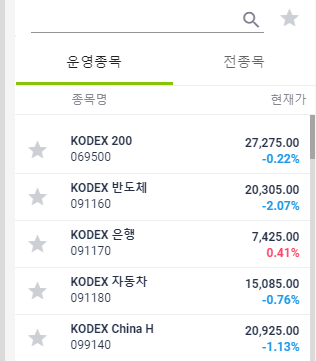 운영종목 전종목
종목명 현재가
KODEX 200 27,275.00
069500 -0.22%
KODEX 반도체 20,305.00
091160 -2.07%
KODEX 은행 7,425.00
091170 0.41%
KODEX 자동차 15,085.00
091180 -0.76%
KODEX China H 20,925.00
099140 -1.13%